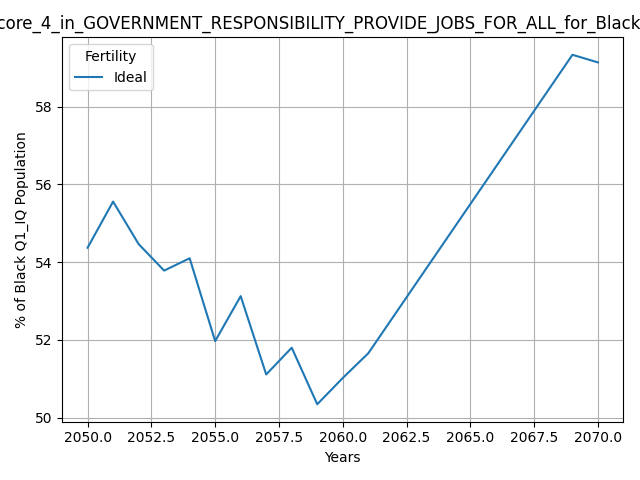 core_4_in_GOVERNMENT_RESPONSIBILITY_PROVIDE_JOBS_FOR_ALL_for_Black
Fertility
Ideal
% of Black Q1_IQ Population
58
56
54
52
50
2050.0 2052.5 2055.0 2057.5 2060.0 2062.5 2065.0 2067.5 2070.0
Years